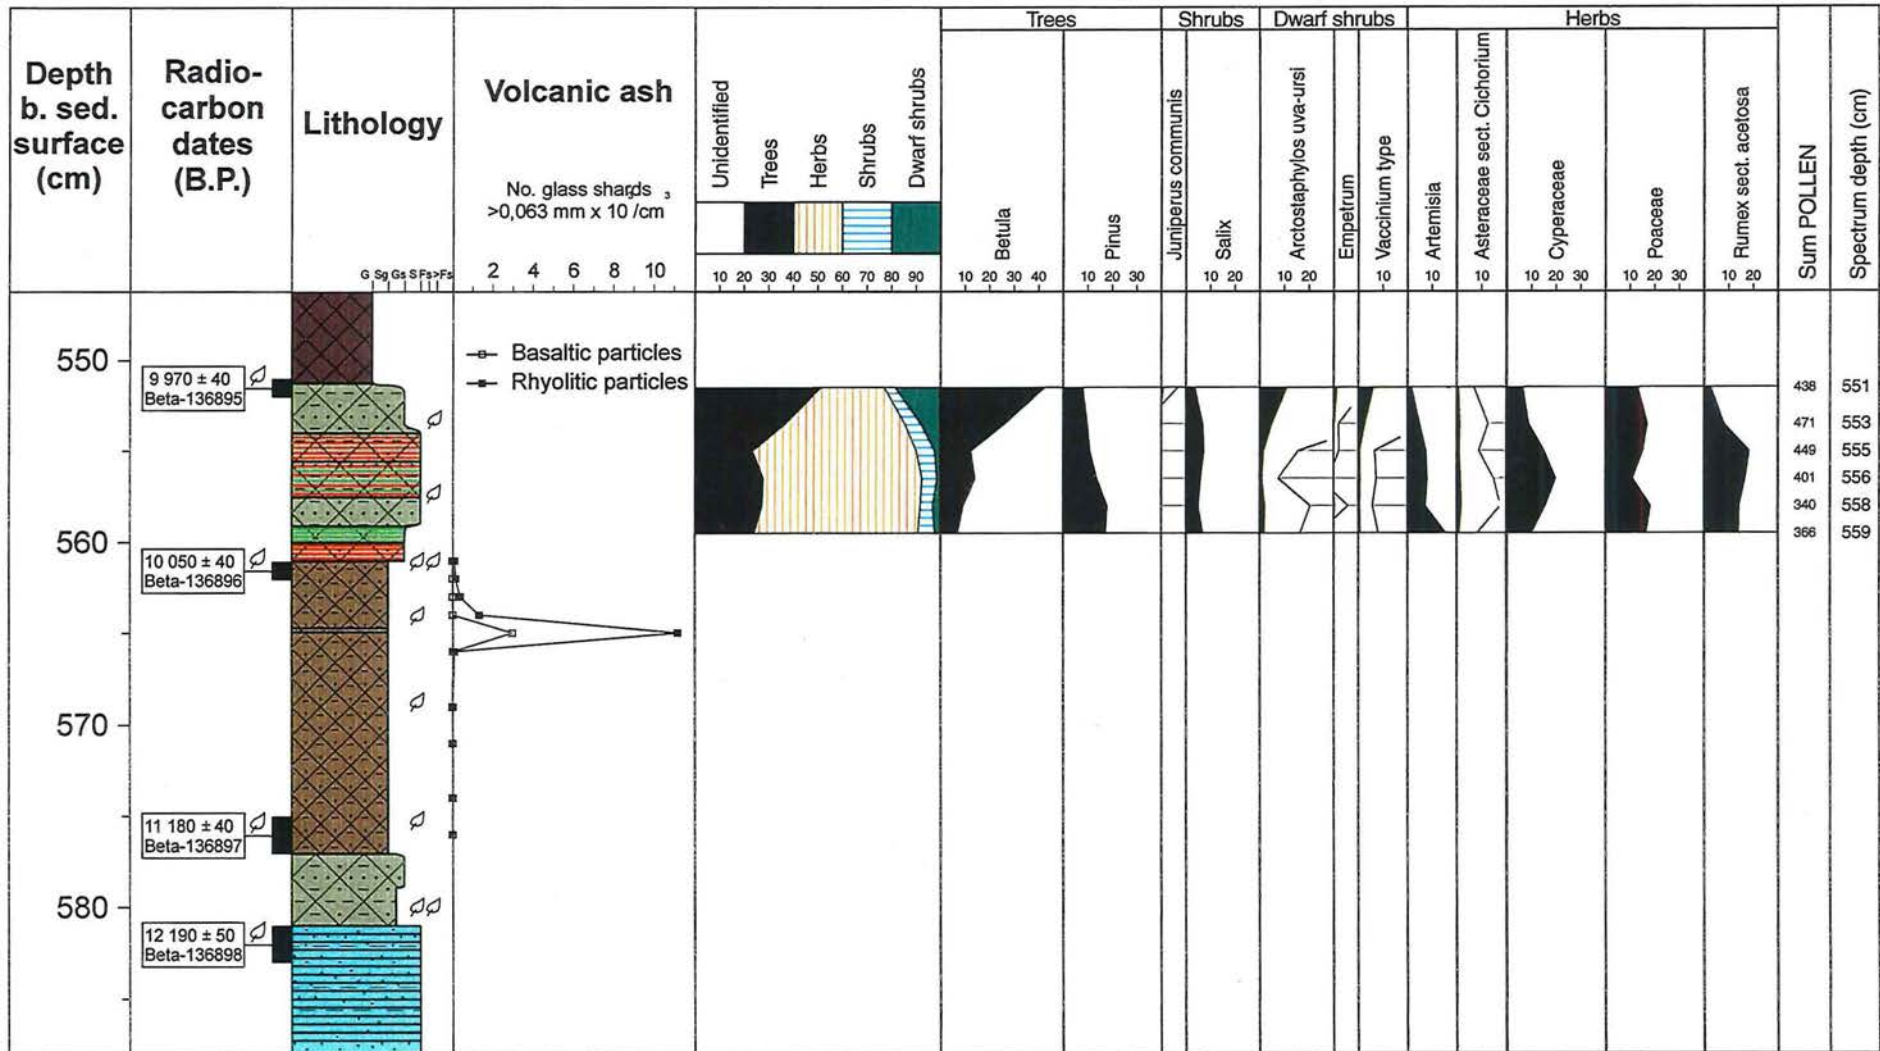 Trees
Shrubs
Dwarf shrubs
Herbs
Depth
b. sed.
surface
(cm)
Radio-
carbon
dates
(B.P.)
Lithology
G Sg Gs S Fs >Fs
Volcanic ash
No. glass shards 3
>0,063 mm x 10 /cm
2 4 6 8 10
Unidentified
Trees
Herbs
Shrubs
Dwarf shrubs
10 20 30 40 50 60 70 80 90
Betula
10 20 30 40
Pinus
10 20 30
Juniperus communis
Salix
10 20
Arctostaphylos uva-ursi
10 20
Empetrum
Vaccinium type
10
Artemisia
10
Asteraceae sect. Cichorium
10
Cyperaceae
10 20 30
Poaceae
10 20 30
Rumex sect. acetosa
10 20
Sum POLLEN
Spectrum depth (cm)
Basaltic particles
Rhyolitic particles
550
560
570
580
9 970 ± 40
Beta-136895
10 050 ± 40
Beta-136896
11 180 ± 40
Beta-136897
12 190 ± 50
Beta-136898
438 551
471 553
449 555
401 556
340 558
366 559